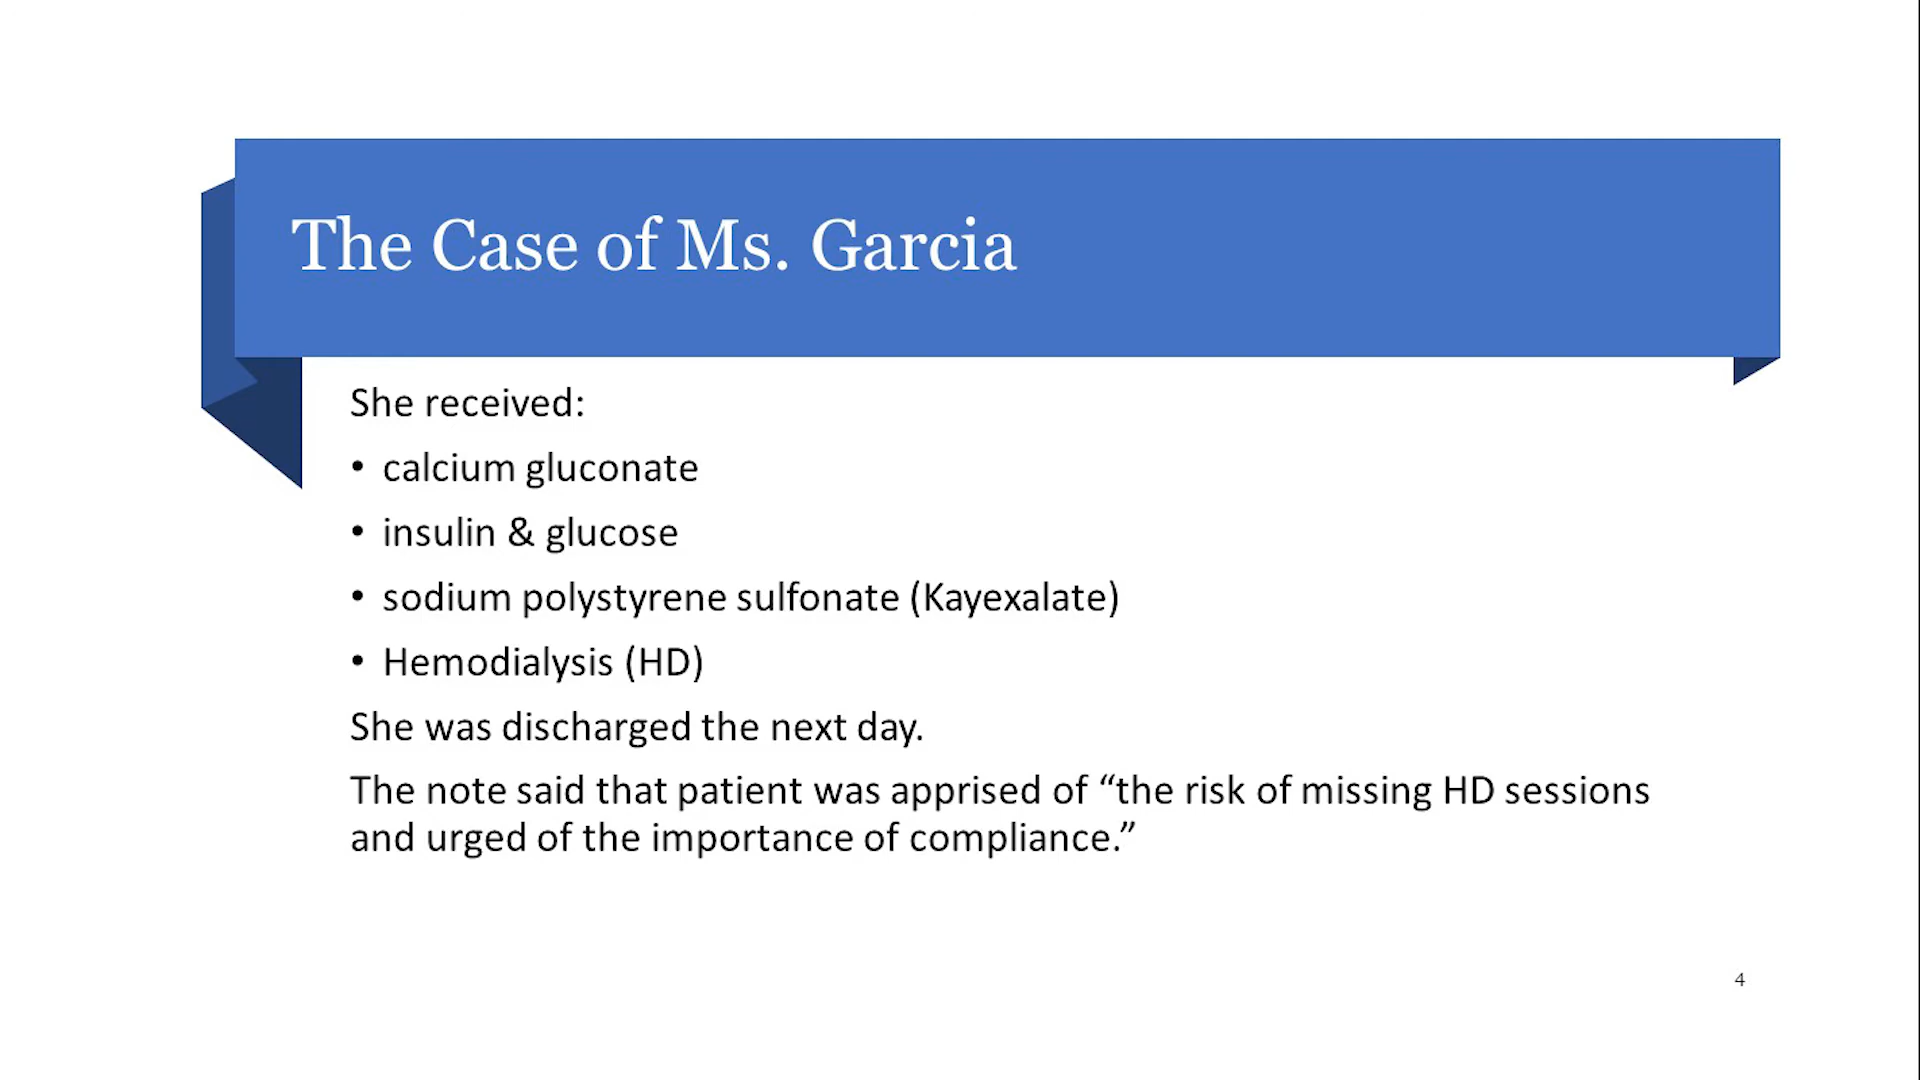 The Case of Ms. Garcia
She received:
• calcium gluconate
• insulin & glucose
• sodium polystyrene sulfonate (Kayexalate)
• Hemodialysis (HD)
She was discharged the next day.
The note said that patient was apprised of “the risk of missing HD sessions
and urged of the importance of compliance.”
4